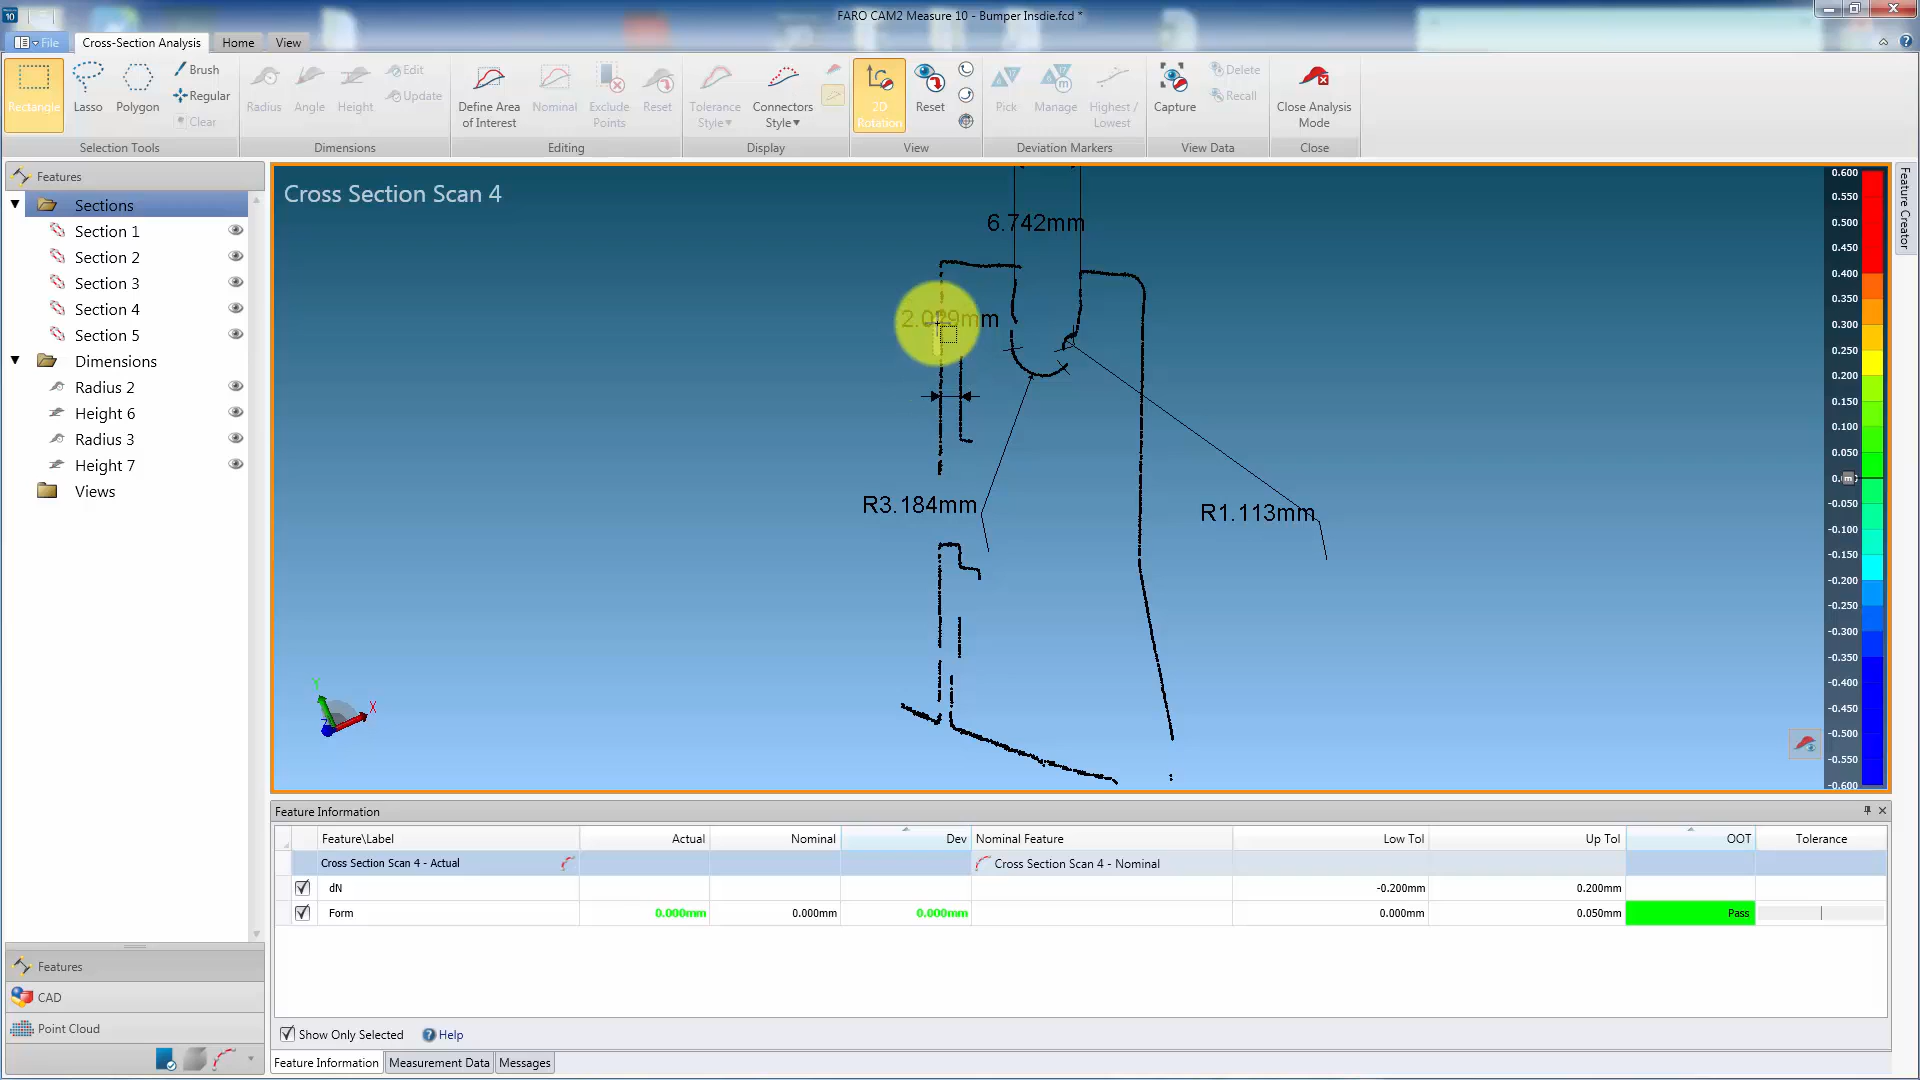 FARO CAM2 Measure 10 - Bumper Insdie.fcd *
10
File
Cross-Section Analysis
Home
View
Rectangle
Lasso
Polygon
Brush
Regular
Clear
Selection Tools
Radius
Angle
Height
Edit
Update
Dimensions
Define Area of Interest
Nominal
Exclude Points
Reset
Editing
Tolerance Style
Connectors Style
Display
2D Rotation
Reset
View
Pick
Manage
Highest / Lowest
Deviation Markers
Capture
Delete
Recall
View Data
Close Analysis Mode
Close
Features
Sections
Section 1
Section 2
Section 3
Section 4
Section 5
Dimensions
Radius 2
Height 6
Radius 3
Height 7
Views
Features
CAD
Point Cloud
Cross Section Scan 4
6.742mm
2.029mm
R3.184mm
R1.113mm
Y
X
Z
0.600
0.550
0.500
0.450
0.400
0.350
0.300
0.250
0.200
0.150
0.100
0.050
m
-0.050
-0.100
-0.150
-0.200
-0.250
-0.300
-0.350
-0.400
-0.450
-0.500
-0.550
-0.600
Feature Creator
Feature Information
Feature\Label Actual Nominal Dev Nominal Feature Low Tol Up Tol OOT Tolerance
Cross Section Scan 4 - Actual Cross Section Scan 4 - Nominal
dN -0.200mm 0.200mm
Form 0.000mm 0.000mm 0.000mm 0.000mm 0.050mm Pass
Show Only Selected
Help
Feature Information
Measurement Data
Messages